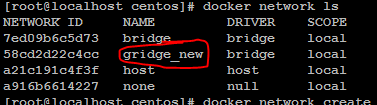 [root@localhost centos]# docker network ls
NETWORK ID NAME DRIVER SCOPE
7ed09b6c5d73 bridge bridge local
58cd2d22c4cc gridge_new bridge local
a21c191c4f3f host host local
a916b6614227 none null local
[root@localhost centos]# docker network create